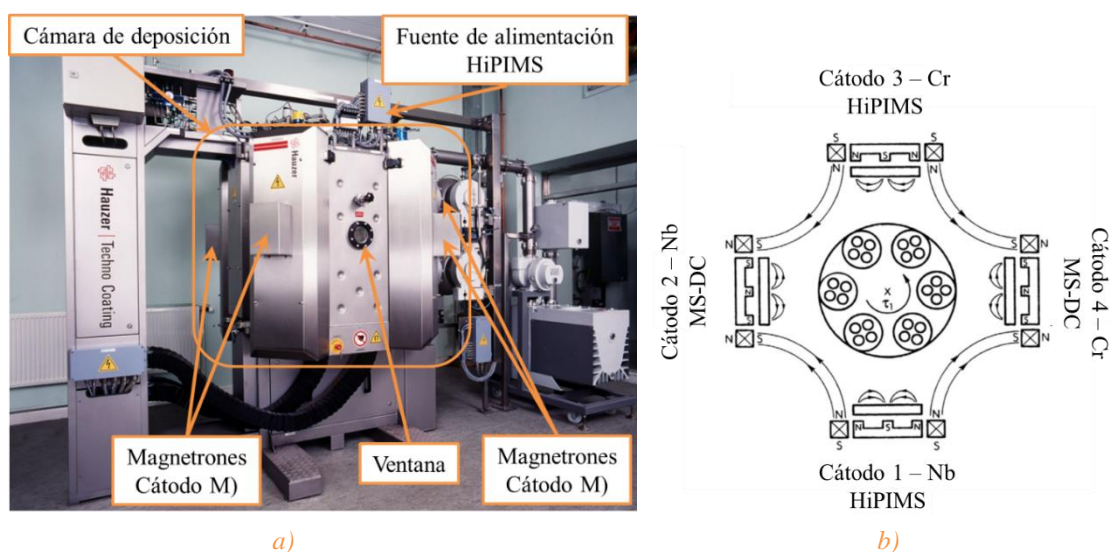 Cámara de deposición
Fuente de alimentación
HiPIMS
Hauzer
Hauzer | Techno Coating
Magnetrones
Cátodo M)
Ventana
Magnetrones
Cátodo M)
a)
Cátodo 3 – Cr
HiPIMS
S
N S N
S
N
N
N
N
Cátodo 2 – Nb
MS-DC
N S
S
N
S
N S
x
τ1
S N
S
N
S
S N
Cátodo 4 – Cr
MS-DC
N
N
S
S
N S N
S
S
Cátodo 1 – Nb
HiPIMS
b)